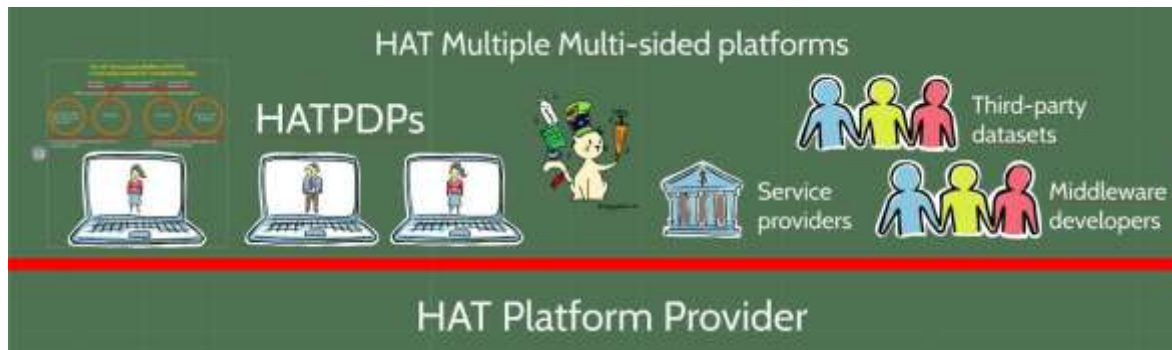 HAT Multiple Multi-sided platforms
HATPDPs
Third-party
datasets
Service
providers
Middleware
developers
HAT Platform Provider